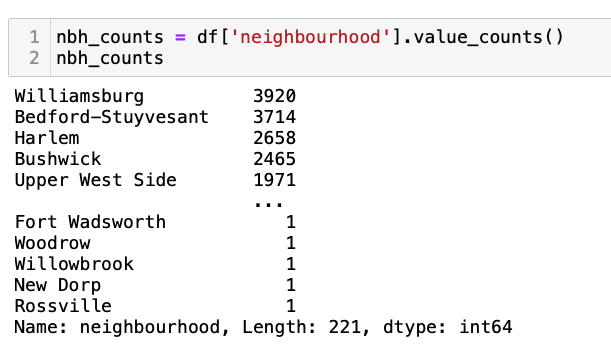 1 nbh_counts = df['neighbourhood'].value_counts()
2 nbh_counts
Williamsburg 3920
Bedford-Stuyvesant 3714
Harlem 2658
Bushwick 2465
Upper West Side 1971
...
Fort Wadsworth 1
Woodrow 1
Willowbrook 1
New Dorp 1
Rossville 1
Name: neighbourhood, Length: 221, dtype: int64